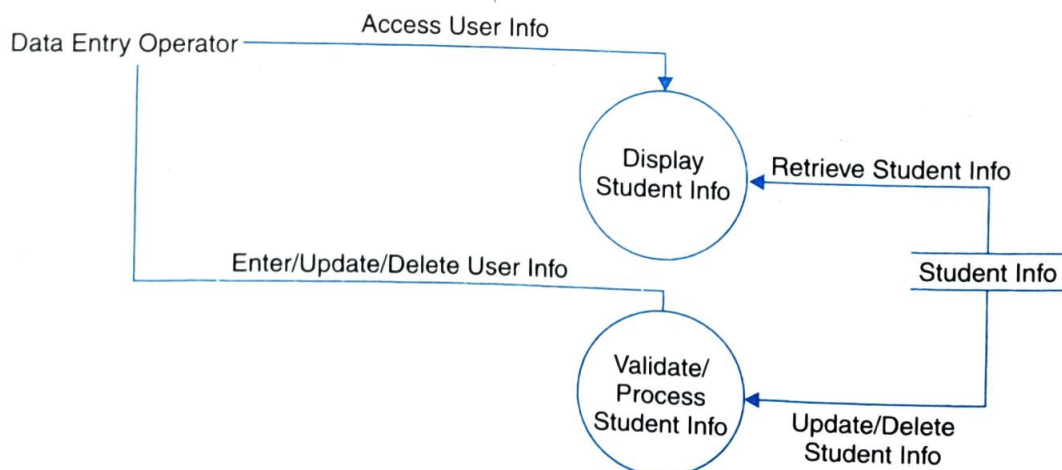 Access User Info
Data Entry Operator
Display
Student Info
Retrieve Student Info
Enter/Update/Delete User Info
Student Info
Validate/
Process
Student Info
Update/Delete
Student Info